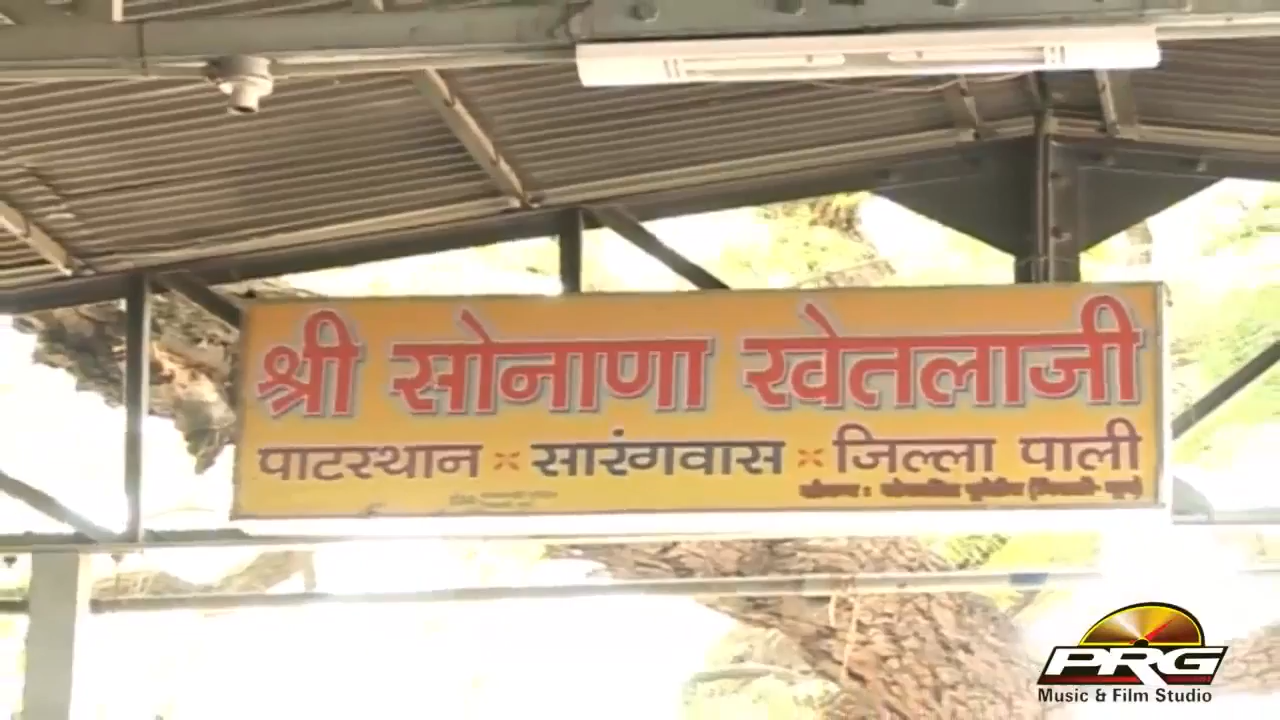 श्री सोनाणा खेतलाजी
पाटस्थान × सारंगवास × जिल्ला पाली
PRG
Music & Film Studio